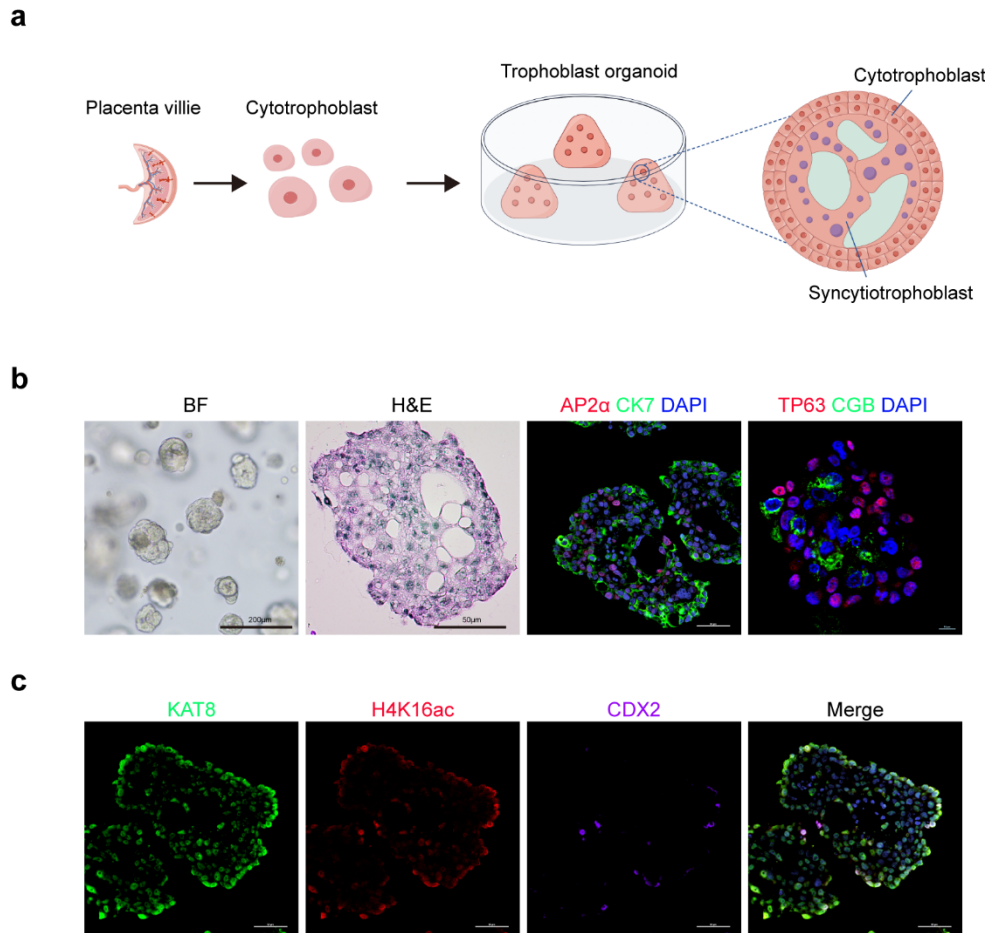 a
Trophoblast organoid
Cytotrophoblast
Placenta villie
Cytotrophoblast
Syncytiotrophoblast
b
BF
H&E
AP2α CK7 DAPI
TP63 CGB DAPI
200μm
50μm
c
KAT8
H4K16ac
CDX2
Merge